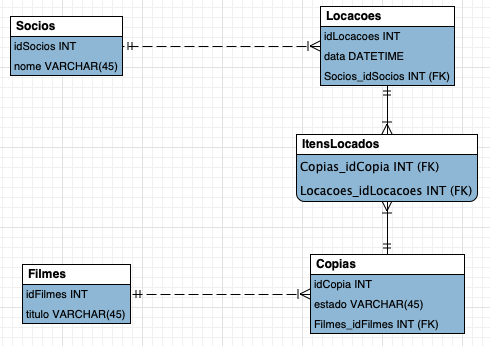 Socios
idSocios INT
nome VARCHAR(45)
Locacoes
idLocacoes INT
data DATETIME
Socios_idSocios INT (FK)
ItensLocados
Copias_idCopia INT (FK)
Locacoes_idLocacoes INT (FK)
Filmes
idFilmes INT
titulo VARCHAR(45)
Copias
idCopia INT
estado VARCHAR(45)
Filmes_idFilmes INT (FK)